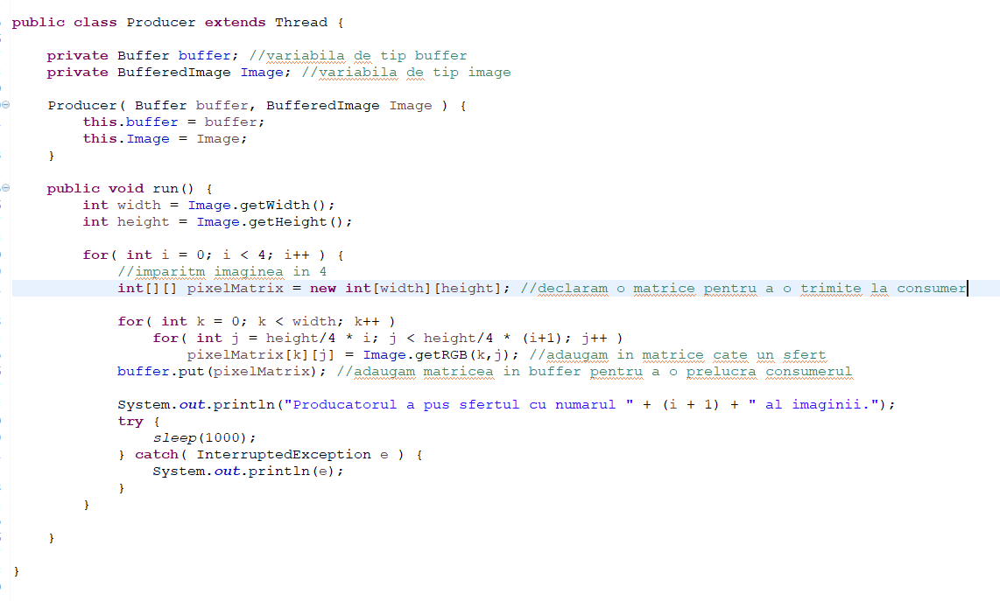 public class Producer extends Thread {
private Buffer buffer; //variabila de tip buffer
private BufferedImage Image; //variabila de tip image
Producer( Buffer buffer, BufferedImage Image ) {
this.buffer = buffer;
this.Image = Image;
}
public void run() {
int width = Image.getWidth();
int height = Image.getHeight();
for( int i = 0; i < 4; i++ ) {
//imparitm imaginea in 4
int[][] pixelMatrix = new int[width][height]; //declaram o matrice pentru a o trimite la consumer
for( int k = 0; k < width; k++ )
for( int j = height/4 * i; j < height/4 * (i+1); j++ )
pixelMatrix[k][j] = Image.getRGB(k,j); //adaugam in matrice cate un sfert
buffer.put(pixelMatrix); //adaugam matricea in buffer pentru a o prelucra consumerul
System.out.println("Producatorul a pus sfertul cu numarul " + (i + 1) + " al imaginii.");
try {
sleep(1000);
} catch( InterruptedException e ) {
System.out.println(e);
}
}
}
}